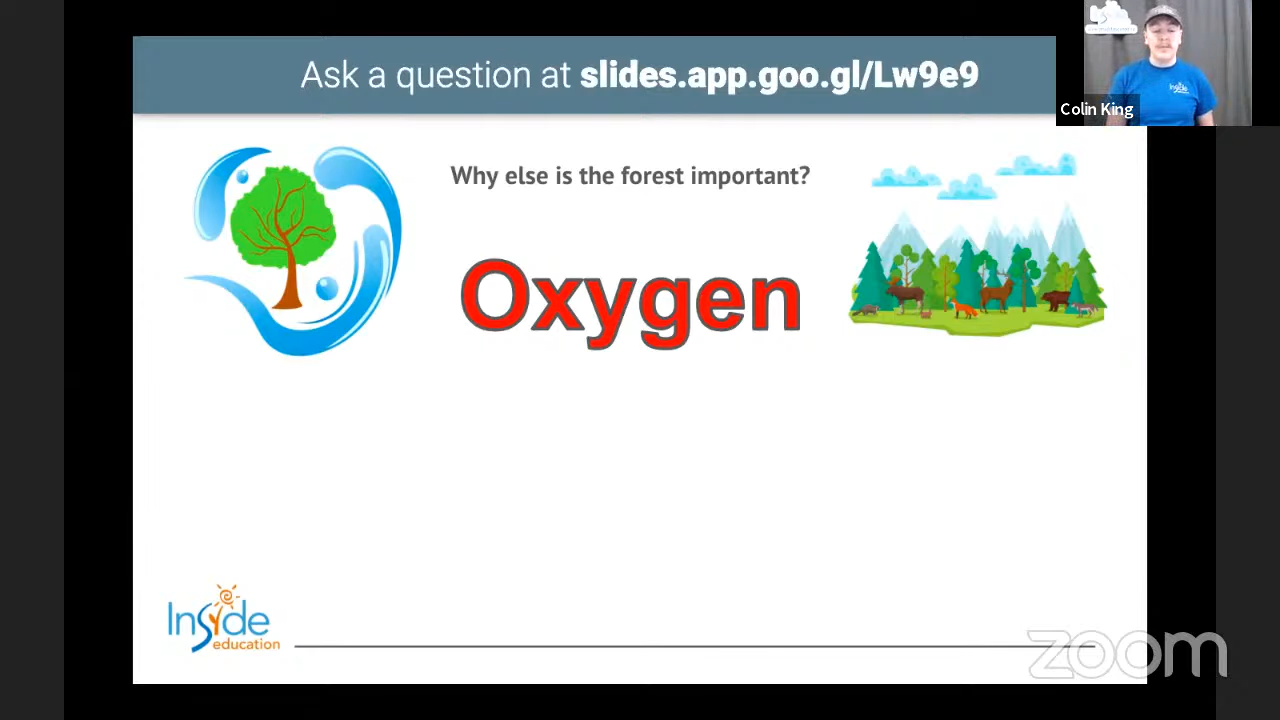 Ask a question at slides.app.goo.gl/Lw9e9
Colin King
Why else is the forest important?
Oxygen
Inside
education
zoom